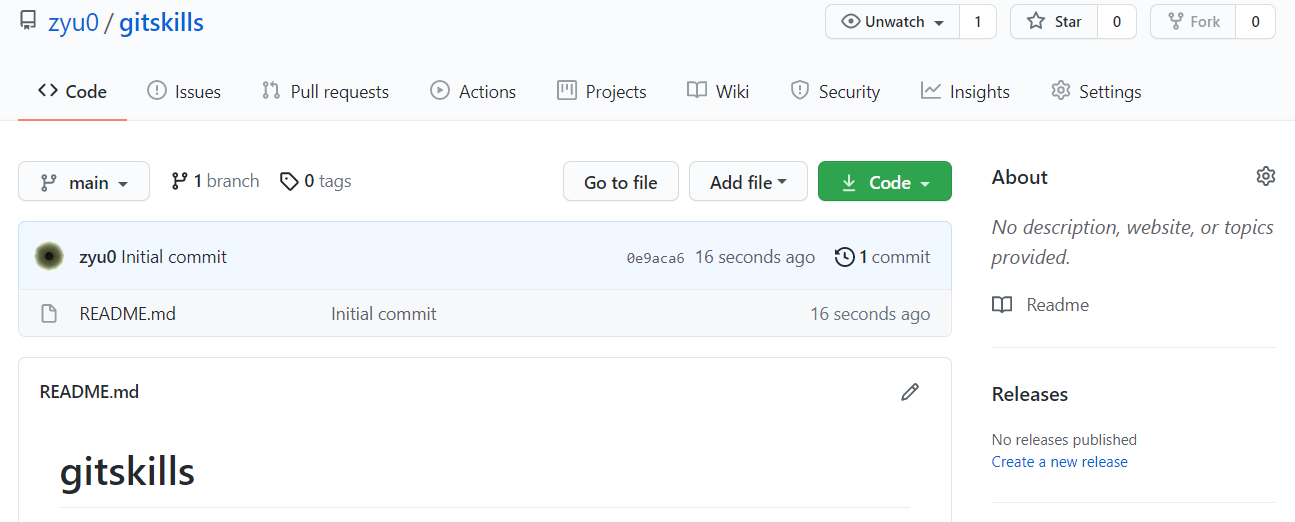 zyu0 / gitskills
Unwatch 1 Star 0 Fork 0
Code Issues Pull requests Actions Projects Wiki Security Insights Settings
main 1 branch 0 tags Go to file Add file Code
zyu0 Initial commit 0e9aca6 16 seconds ago 1 commit
README.md Initial commit 16 seconds ago
README.md
gitskills
About
No description, website, or topics
provided.
Readme
Releases
No releases published
Create a new release